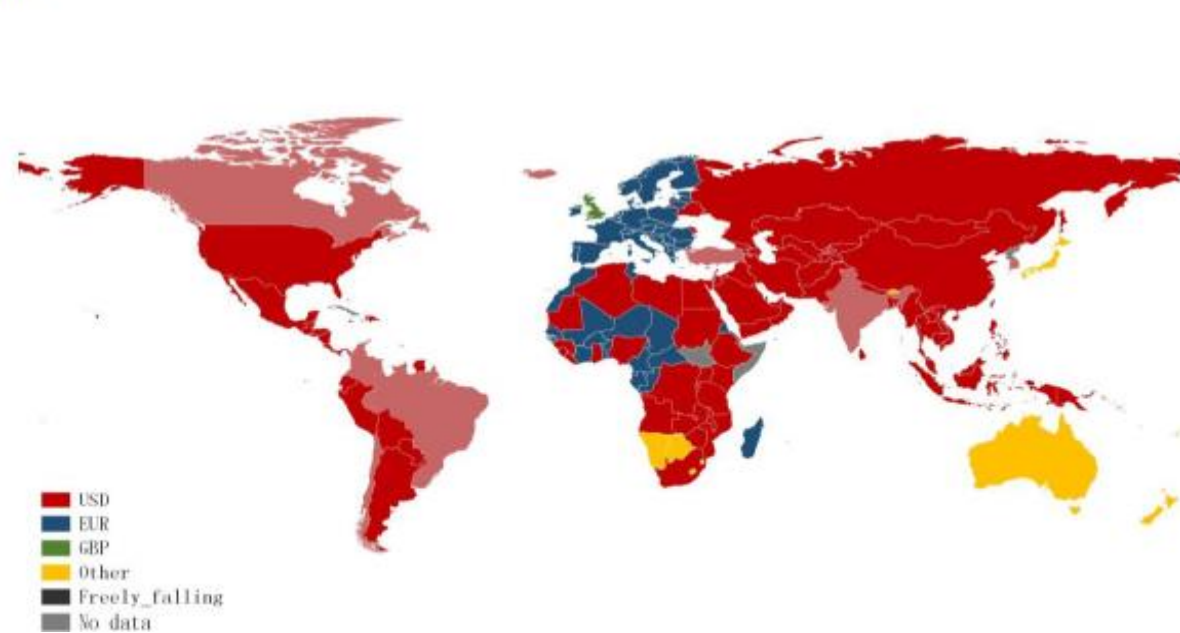 USD
EUR
GBP
Other
Freely_falling
No data